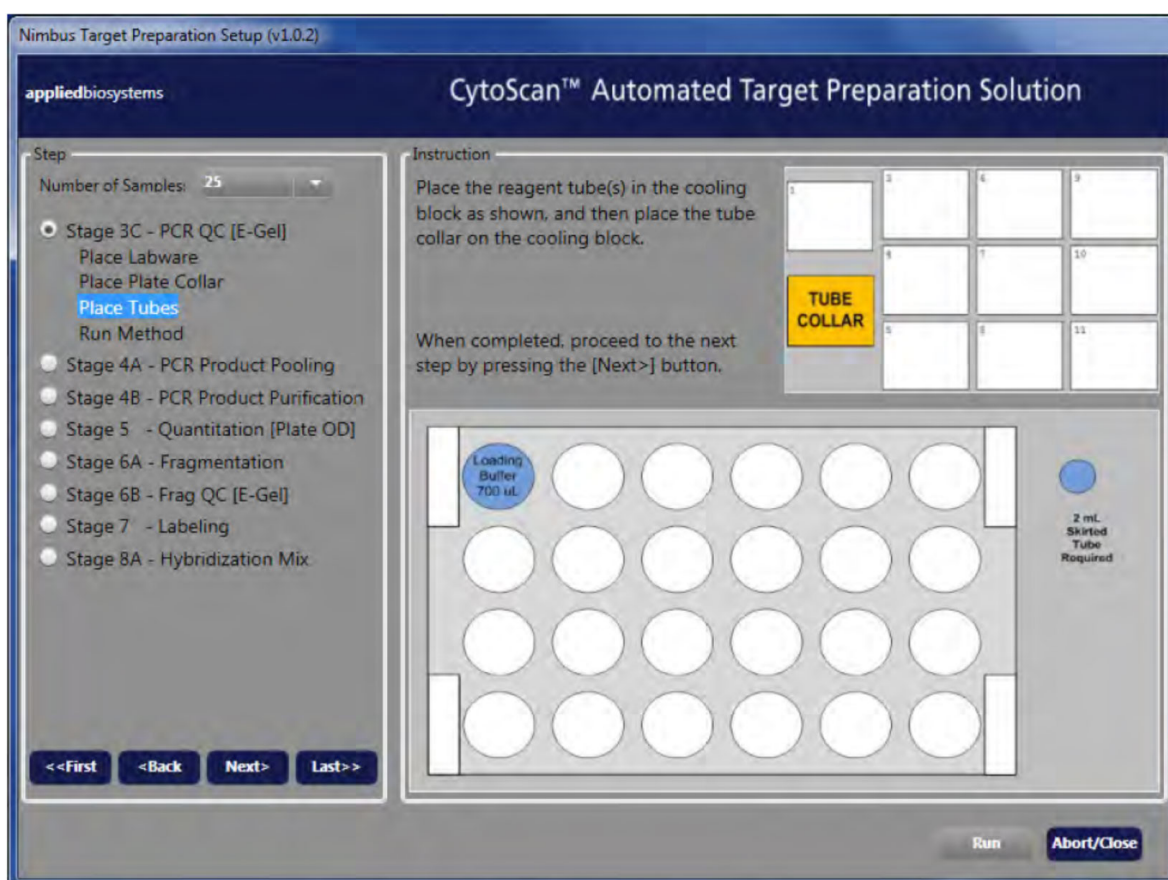 Nimbus Target Preparation Setup (v1.0.2)
appliedbiosystems
CytoScan™ Automated Target Preparation Solution
Step
Number of Samples: 25
Stage 3C - PCR QC [E-Gel]
Place Labware
Place Plate Collar
Place Tubes
Run Method
Stage 4A - PCR Product Pooling
Stage 4B - PCR Product Purification
Stage 5 - Quantitation [Plate OD]
Stage 6A - Fragmentation
Stage 6B - Frag QC [E-Gel]
Stage 7 - Labeling
Stage 8A - Hybridization Mix
<<First <Back Next> Last>>
Instruction
Place the reagent tube(s) in the cooling
block as shown, and then place the tube
collar on the cooling block.
When completed, proceed to the next
step by pressing the [Next>] button.
1 3 6 9
4 7 10
TUBE
COLLAR
5 8 11
Loading
Buffer
700 uL
2 mL
Skirted
Tube
Required
Run Abort/Close